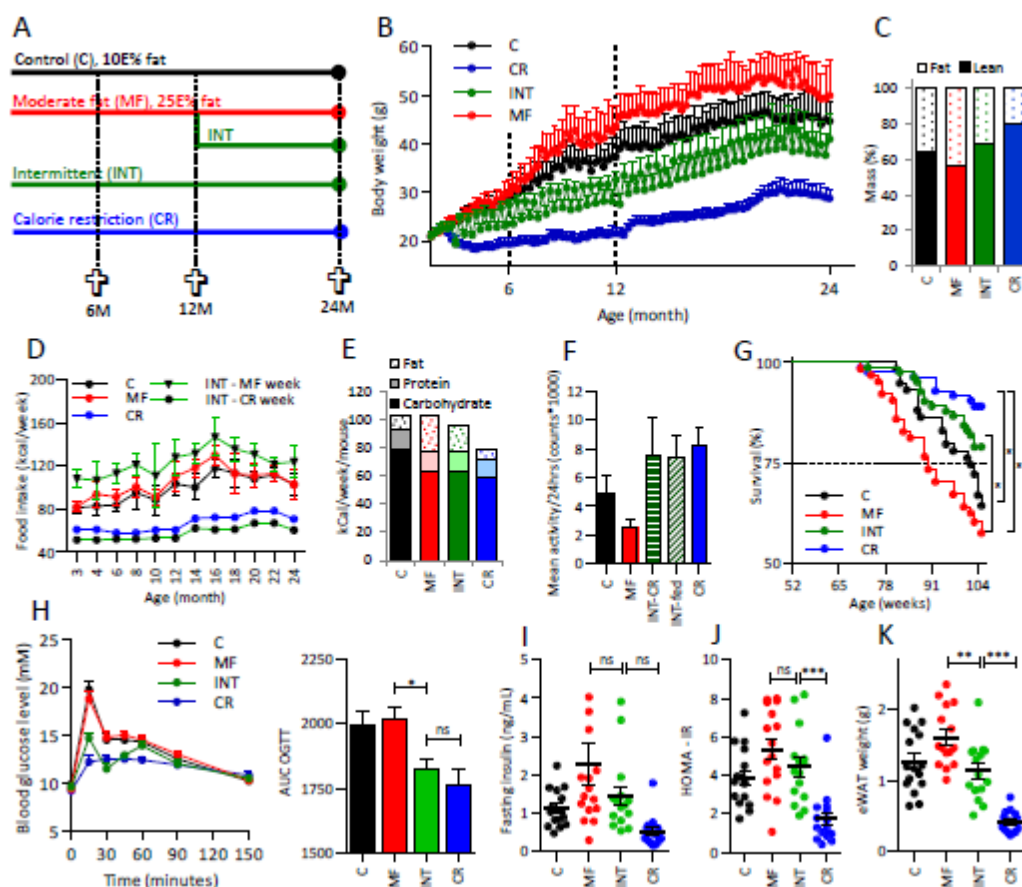 A
Control (C), 10E% fat
Moderate fat (MF), 25E% fat
INT
Intermittent (INT)
Calorie restriction (CR)
6M
12M
24M
B
Body weight (g)
60
50
40
30
20
C
CR
INT
MF
6
12
24
Age (month)
C
Fat
Lean
Mass (%)
100
80
60
40
20
0
C
MF
INT
CR
D
Food intake (kcal/week)
200
160
120
80
40
C
MF
CR
INT - MF week
INT - CR week
3
4
6
8
10
12
14
16
18
20
22
24
Age (month)
E
Fat
Protein
Carbohydrate
kCal/week/mouse
140
120
100
80
60
40
20
0
C
MF
INT
CR
F
Mean activity/24hrs (counts*1000)
12
10
8
6
4
2
0
C
MF
INT-CR
INT-fed
CR
G
Survival (%)
100
75
50
C
MF
INT
CR
*
*
*
52
65
78
91
104
Age (weeks)
H
Blood glucose level (mM)
25
20
15
10
5
C
MF
INT
CR
0
30
60
90
120
150
Time (minutes)
AUC OGTT
2250
2000
1750
1500
*
ns
C
MF
INT
CR
I
Fasting insulin (ng/mL)
6
5
4
3
2
1
0
ns
ns
C
MF
INT
CR
J
HOMA - IR
10
8
6
4
2
0
ns
***
C
MF
INT
CR
K
eWAT weight (g)
2
1
0
**
***
C
MF
INT
CR